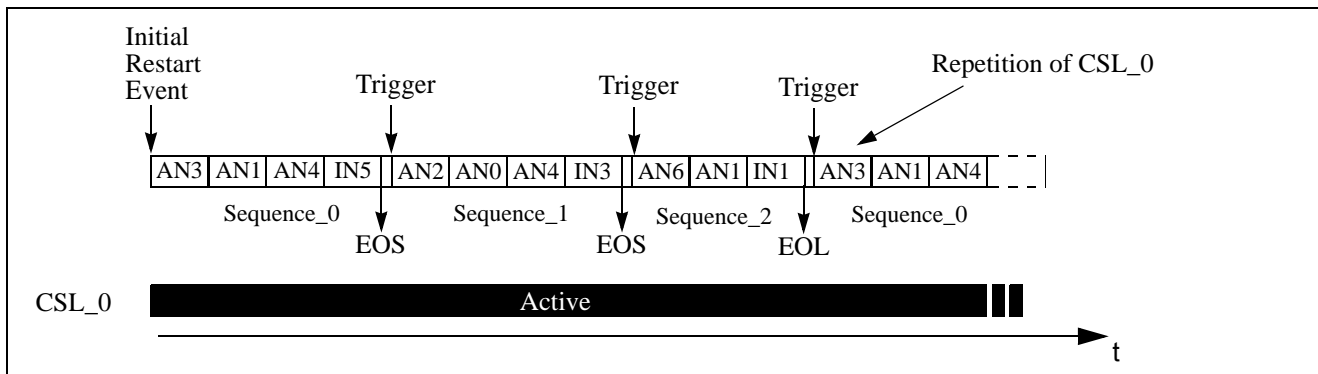 Initial
Restart
Event
Trigger
Trigger
Trigger
Repetition of CSL_0
AN3 AN1 AN4 IN5 AN2 AN0 AN4 IN3 AN6 AN1 IN1 AN3 AN1 AN4
Sequence_0 Sequence_1 Sequence_2 Sequence_0
EOS EOS EOL
CSL_0 Active
t